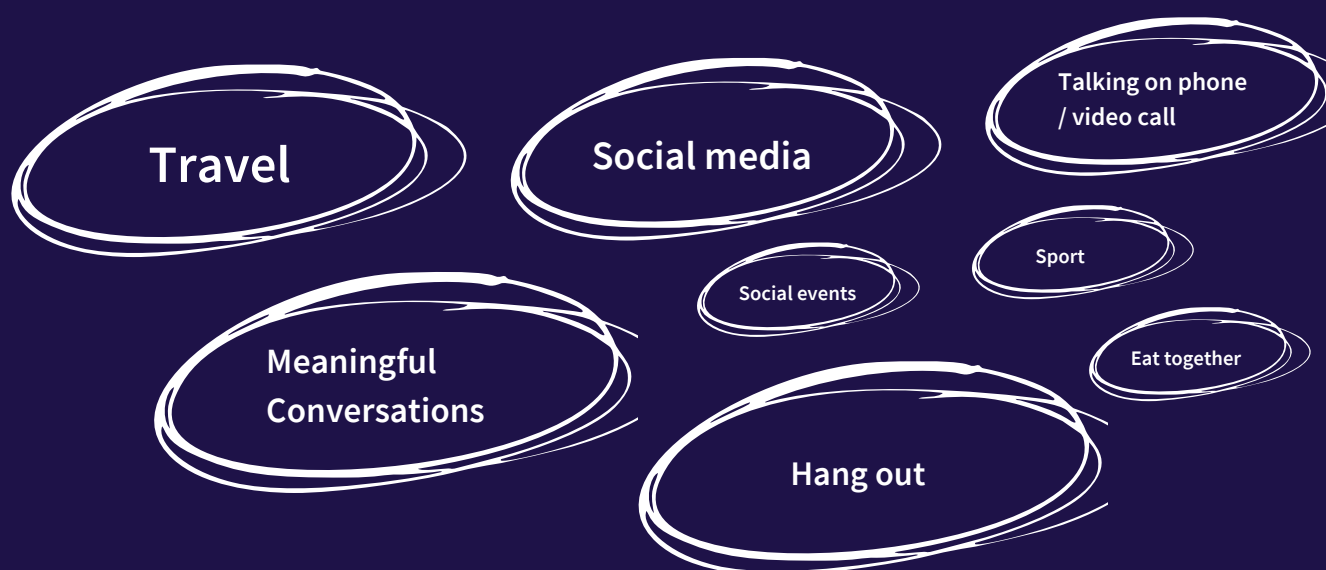 Talking on phone
/ video call
Travel
Social media
Sport
Social events
Meaningful
Conversations
Eat together
Hang out